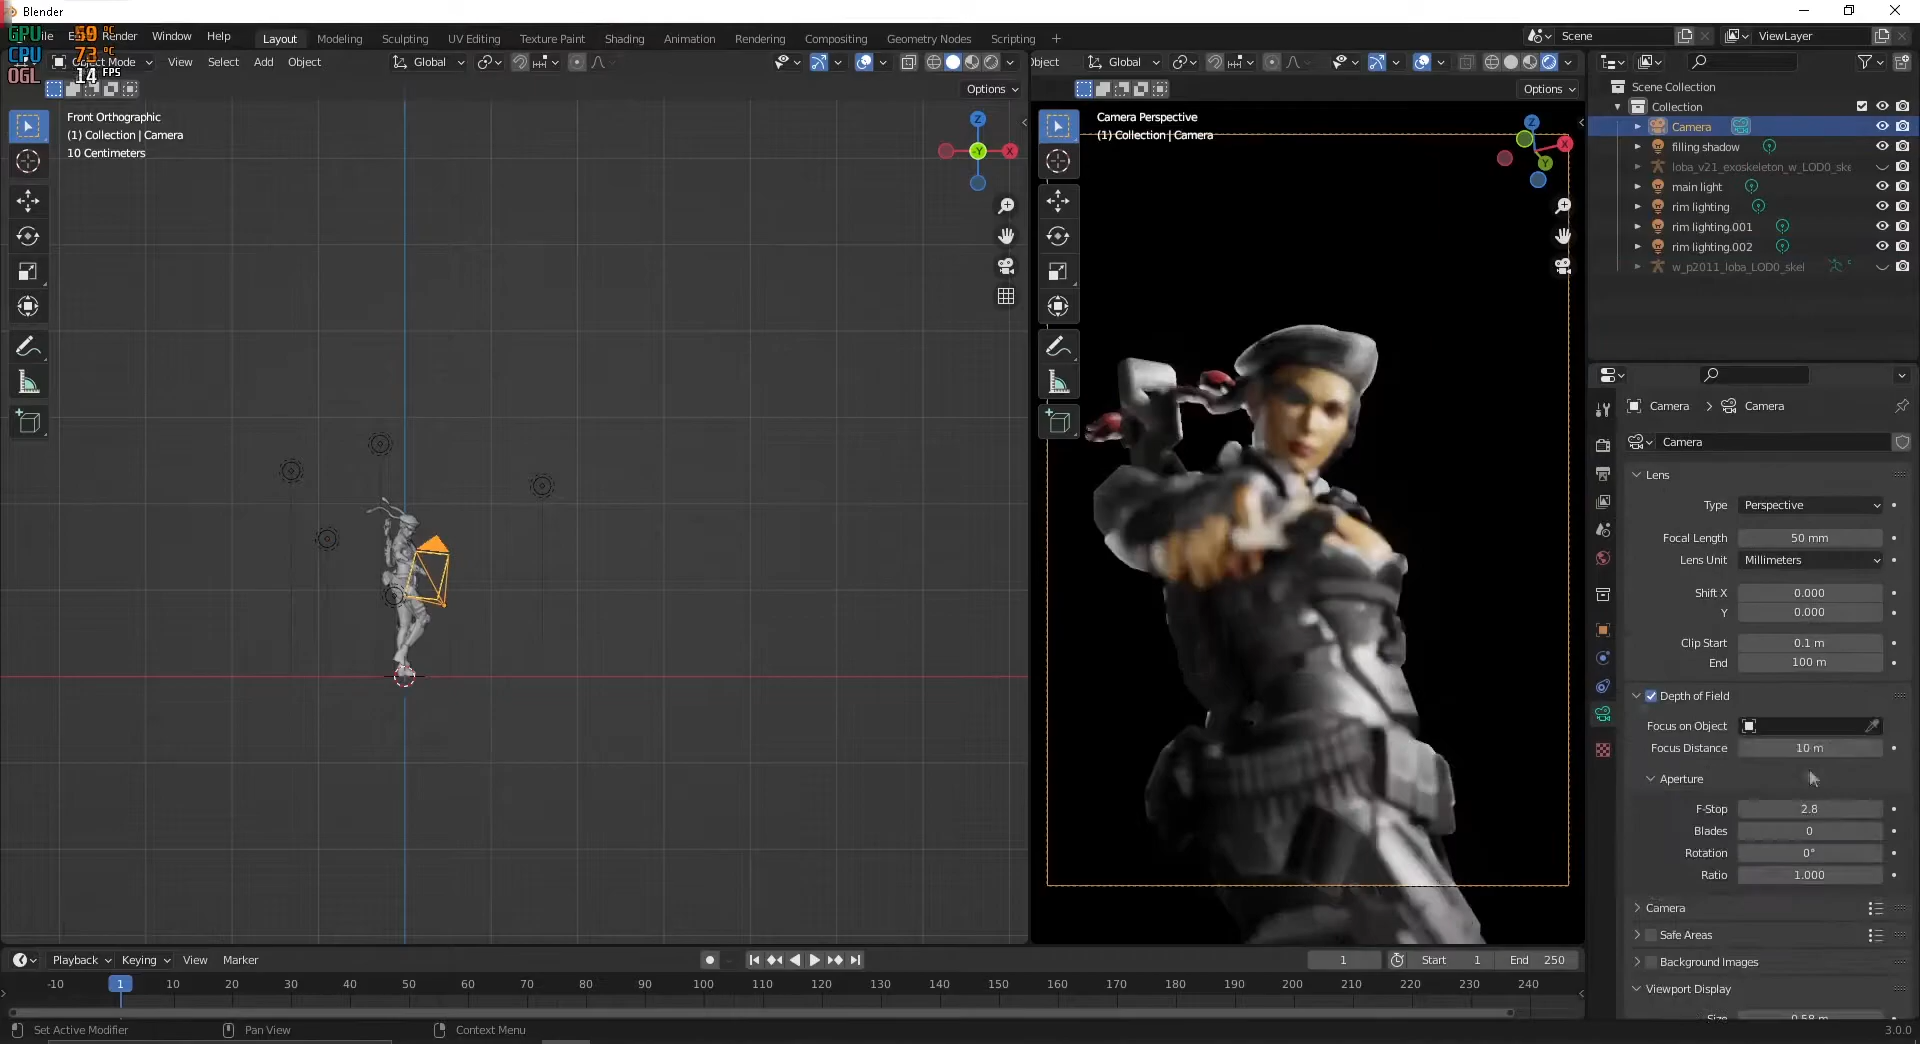 Blender
GPU 59 °C
CPU 73 °C
OGL 14 FPS
Render Window Help
Layout Modeling Sculpting UV Editing Texture Paint Shading Animation Rendering Compositing Geometry Nodes Scripting +
Scene
ViewLayer
Object Mode View Select Add Object
Global
Options
Front Orthographic
(1) Collection | Camera
10 Centimeters
Z
-Y
X
Object
Global
Options
Camera Perspective
(1) Collection | Camera
Z
X
Y
Scene Collection
Collection
Camera
filling shadow
loba_v21_exoskeleton_w_LOD0_ske
main light
rim lighting
rim lighting.001
rim lighting.002
w_p2011_loba_LOD0_skel
Camera > Camera
Camera
Lens
Type Perspective
Focal Length 50 mm
Lens Unit Millimeters
Shift X 0.000
Y 0.000
Clip Start 0.1 m
End 100 m
Depth of Field
Focus on Object
Focus Distance 10 m
Aperture
F-Stop 2.8
Blades 0
Rotation 0°
Ratio 1.000
Camera
Safe Areas
Background Images
Viewport Display
Size 0.58 m
Playback Keying View Marker
1 Start 1 End 250
-10 1 10 20 30 40 50 60 70 80 90 100 110 120 130 140 150 160 170 180 190 200 210 220 230 240
Set Active Modifier Pan View Context Menu 3.0.0